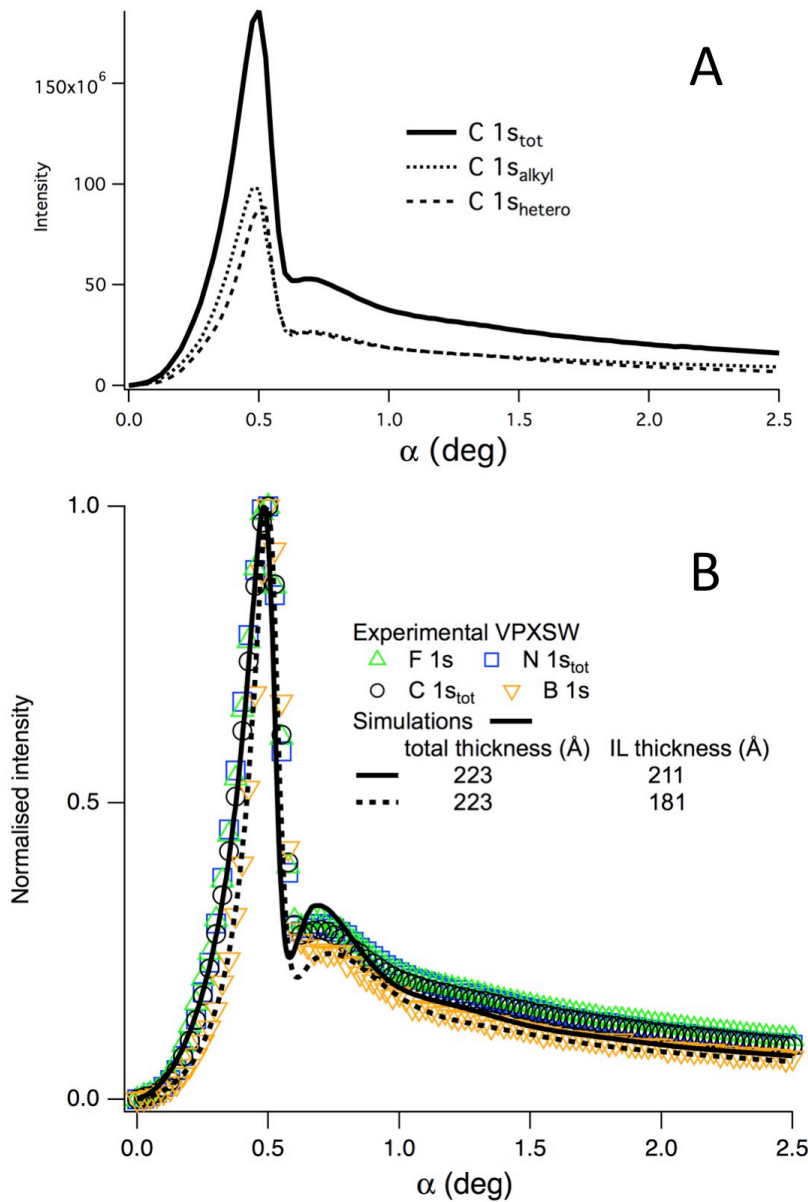 A
150x10⁶
100
50
0
Intensity
C 1s_tot
C 1s_alkyl
C 1s_hetero
0.0 0.5 1.0 1.5 2.0 2.5
α (deg)
B
1.0
0.5
0.0
Normalised intensity
Experimental VPXSW
F 1s N 1s_tot
C 1s_tot B 1s
Simulations
total thickness (Å) IL thickness (Å)
223 211
223 181
0.0 0.5 1.0 1.5 2.0 2.5
α (deg)